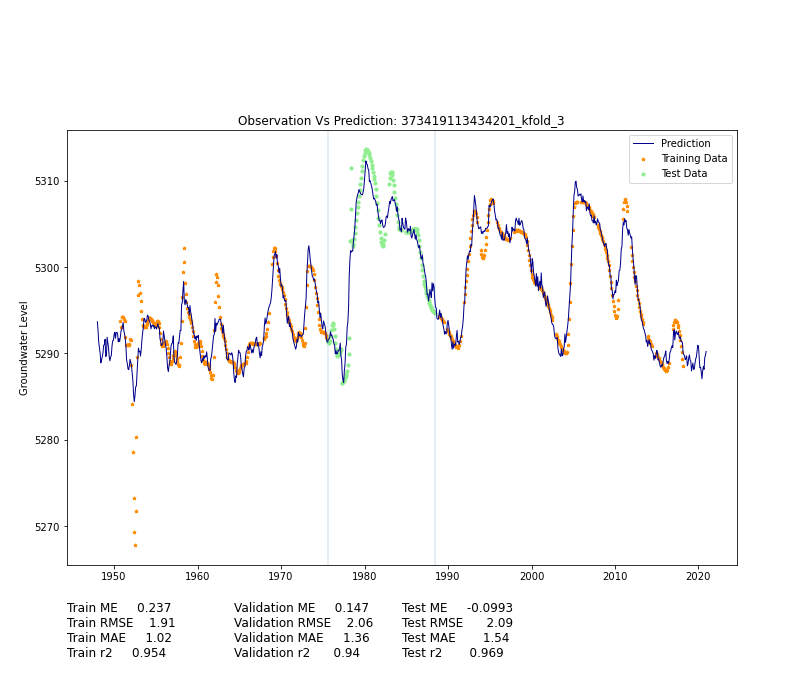 Observation Vs Prediction: 373419113434201_kfold_3
Prediction
Training Data
Test Data
Groundwater Level
5310
5300
5290
5280
5270
1950 1960 1970 1980 1990 2000 2010 2020
Train ME 0.237 Validation ME 0.147 Test ME -0.0993
Train RMSE 1.91 Validation RMSE 2.06 Test RMSE 2.09
Train MAE 1.02 Validation MAE 1.36 Test MAE 1.54
Train r2 0.954 Validation r2 0.94 Test r2 0.969